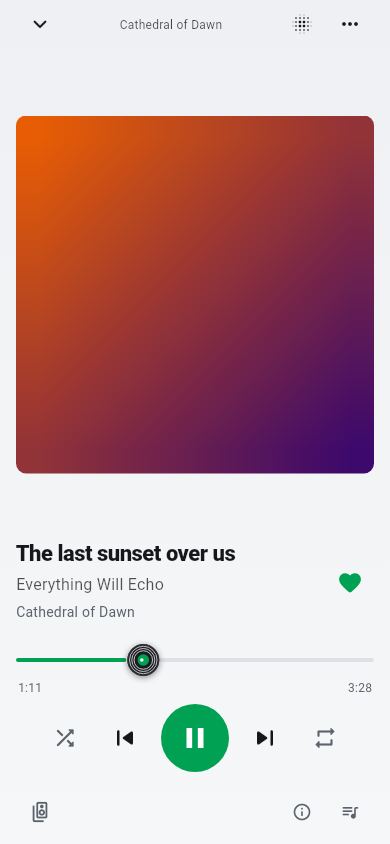 Cathedral of Dawn
The last sunset over us
Everything Will Echo
Cathedral of Dawn
1:11
3:28